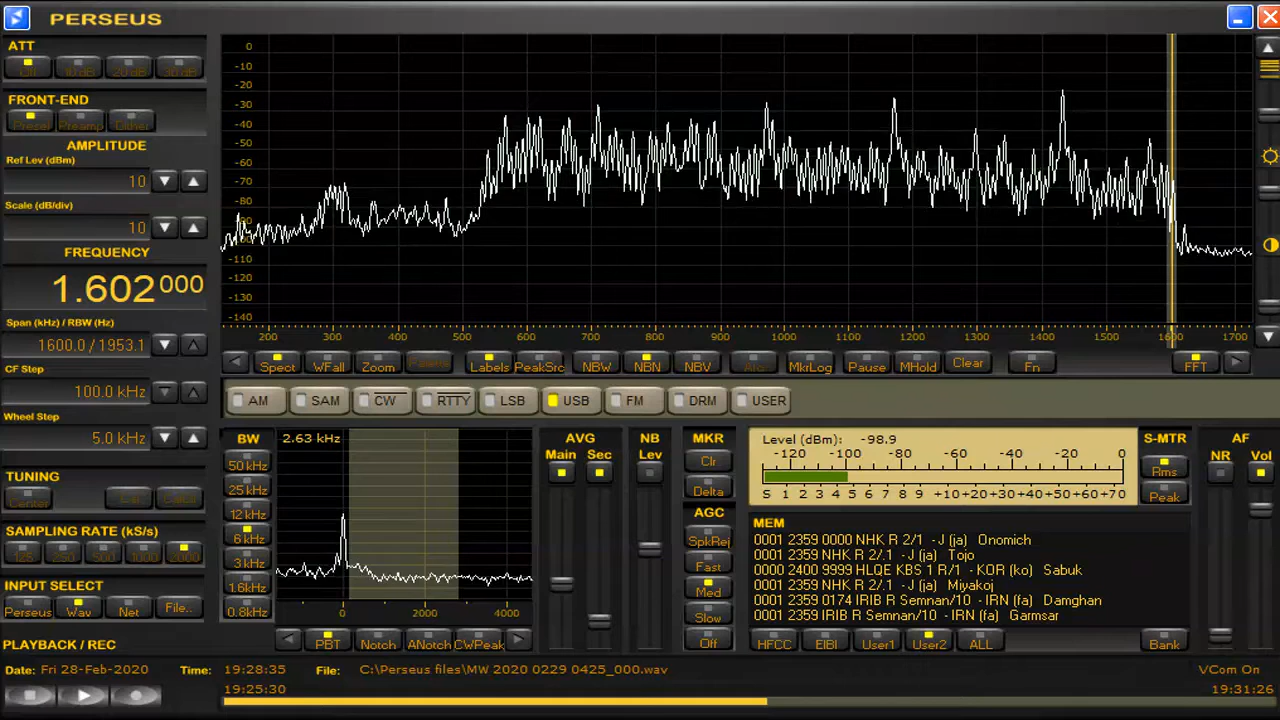 PERSEUS
ATT
10 dB 20 dB 30 dB
FRONT-END
Presel Preamp Dither
AMPLITUDE
Ref Lev (dBm)
10
Scale (dB/div)
10
FREQUENCY
1.602000
Span (kHz) / RBW (Hz)
1600.0 / 1953.1
CF Step
100.0 kHz
Wheel Step
5.0 kHz
TUNING
Center
SAMPLING RATE (kS/s)
125 250 500 1000 2000
INPUT SELECT
Perseus Wav Net File..
PLAYBACK / REC
0
-10
-20
-30
-40
-50
-60
-70
-80
-90
-100
-110
-120
-130
-140
200 300 400 500 600 700 800 900 1000 1100 1200 1300 1400 1500 1600 1700
Spect WFall Zoom Labels PeakSrc NBW NBN NBV MkrLog Pause MHold Clear Fn FFT
AM SAM CW RTTY LSB USB FM DRM USER
BW
50 kHz
25 kHz
12 kHz
6 kHz
3 kHz
1.6kHz
0.8kHz
2.63 kHz
0 2000 4000
PBT Notch ANotch CWPeak
AVG
Main Sec
NB
Lev
MKR
Clr
Delta
AGC
SpkRej
Fast
Med
Slow
Off
Level (dBm): -98.9
-120 -100 -80 -60 -40 -20 0
S 1 2 3 4 5 6 7 8 9 +10 +20 +30 +40 +50 +60 +70
S-MTR
Rms
Peak
AF
NR Vol
MEM
0001 2359 0000 NHK R 2/1 - J (ja) Onomich
0001 2359 NHK R 2/.1 - J (ja) Tojo
0000 2400 9999 HLQE KBS 1 R/1 - KOR (ko) Sabuk
0001 2359 NHK R 2/.1 - J (ja) Miyakoj
0001 2359 0174 IRIB R Semnan/10 - IRN (fa) Damghan
0001 2359 IRIB R Semnan/10 - IRN (fa) Garmsar
HFCC EIBI User1 User2 ALL Bank
Date: Fri 28-Feb-2020 Time: 19:28:35 File: C:\Perseus files\MW 2020 0229 0425_000.wav VCom On
19:25:30 19:31:26